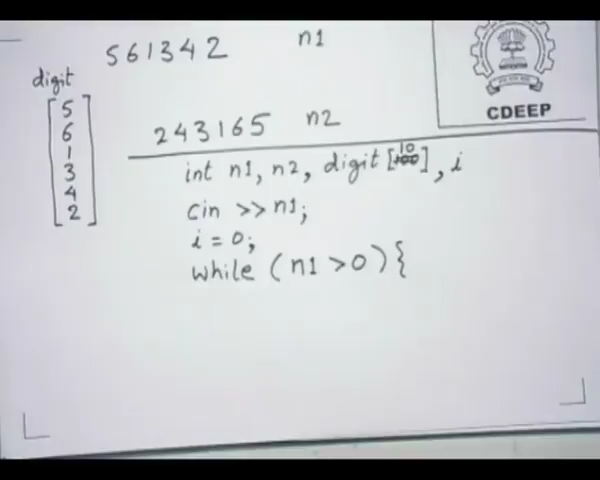 561342 n1
digit
5
6
1
3
4
2
243165 n2
CDEEP
int n1, n2, digit [10], i
cin >> n1;
i = 0;
while (n1 > 0) {